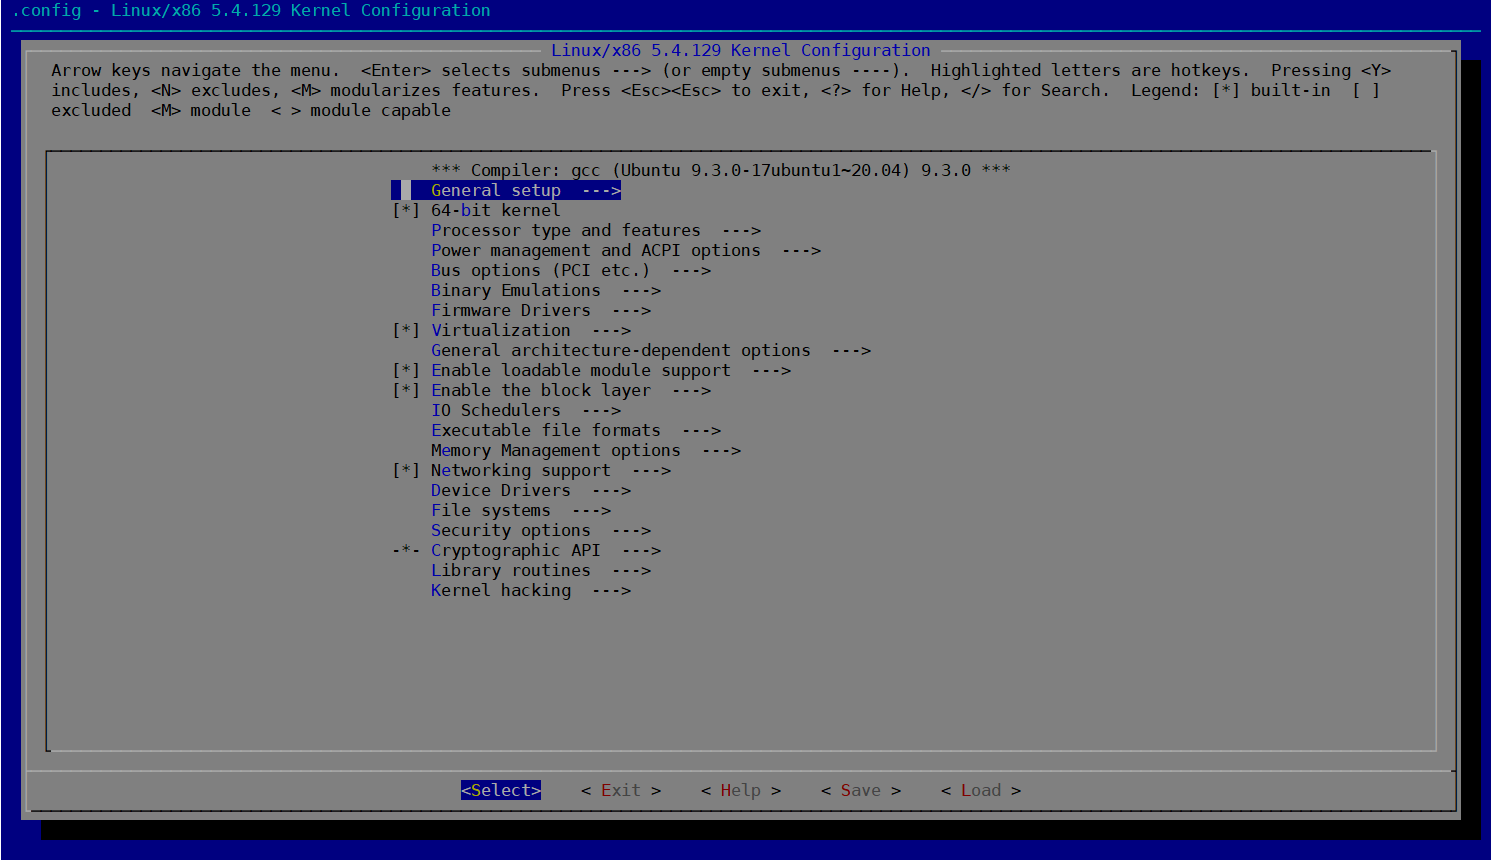 .config - Linux/x86 5.4.129 Kernel Configuration
Linux/x86 5.4.129 Kernel Configuration
Arrow keys navigate the menu.  <Enter> selects submenus ---> (or empty submenus ----).  Highlighted letters are hotkeys.  Pressing <Y>
includes, <N> excludes, <M> modularizes features.  Press <Esc><Esc> to exit, <?> for Help, </> for Search.  Legend: [*] built-in  [ ]
excluded  <M> module  < > module capable
*** Compiler: gcc (Ubuntu 9.3.0-17ubuntu1~20.04) 9.3.0 ***
General setup  --->
[*] 64-bit kernel
Processor type and features  --->
Power management and ACPI options  --->
Bus options (PCI etc.)  --->
Binary Emulations  --->
Firmware Drivers  --->
[*] Virtualization  --->
General architecture-dependent options  --->
[*] Enable loadable module support  --->
[*] Enable the block layer  --->
IO Schedulers  --->
Executable file formats  --->
Memory Management options  --->
[*] Networking support  --->
Device Drivers  --->
File systems  --->
Security options  --->
-*- Cryptographic API  --->
Library routines  --->
Kernel hacking  --->
<Select>    < Exit >    < Help >    < Save >    < Load >